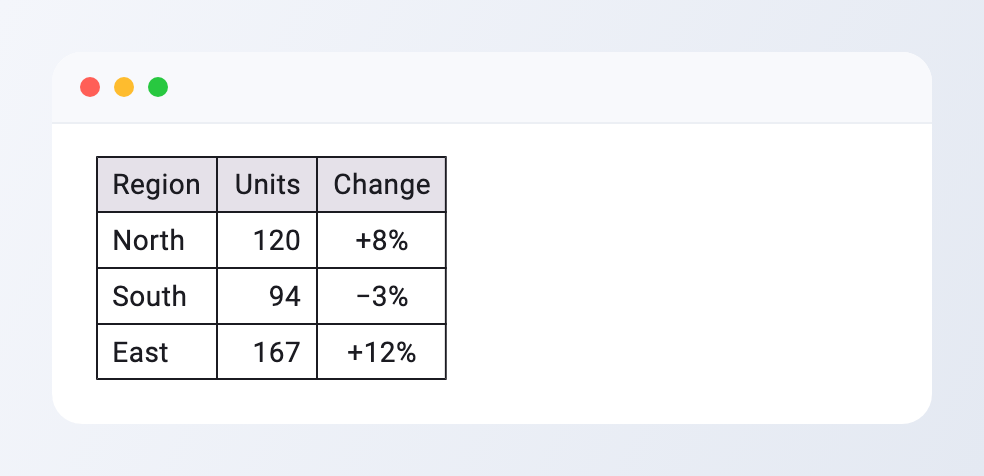 Region Units Change
North 120 +8%
South 94 −3%
East 167 +12%